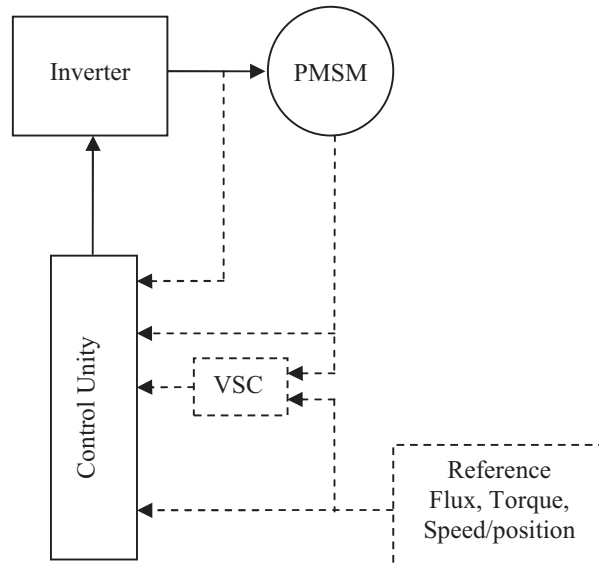 Inverter
PMSM
Control Unity
VSC
Reference
Flux, Torque,
Speed/position